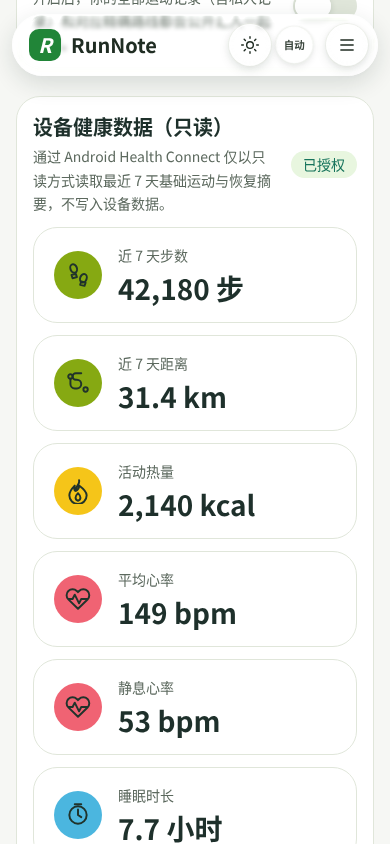 R RunNote
自动
设备健康数据（只读）
通过 Android Health Connect 仅以只
读方式读取最近 7 天基础运动与恢复摘
要，不写入设备数据。
已授权
近 7 天步数
42,180 步
近 7 天距离
31.4 km
活动热量
2,140 kcal
平均心率
149 bpm
静息心率
53 bpm
睡眠时长
7.7 小时